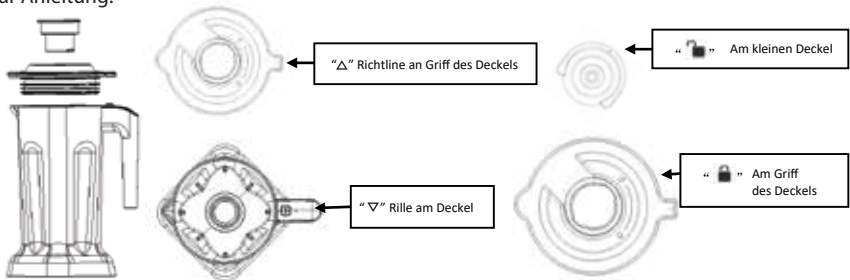 ur Anleitung:
“△” Richtline an Griff des Deckels
“🔓” Am kleinen Deckel
“🔒” Am Griff
des Deckels
“▽” Rille am Deckel